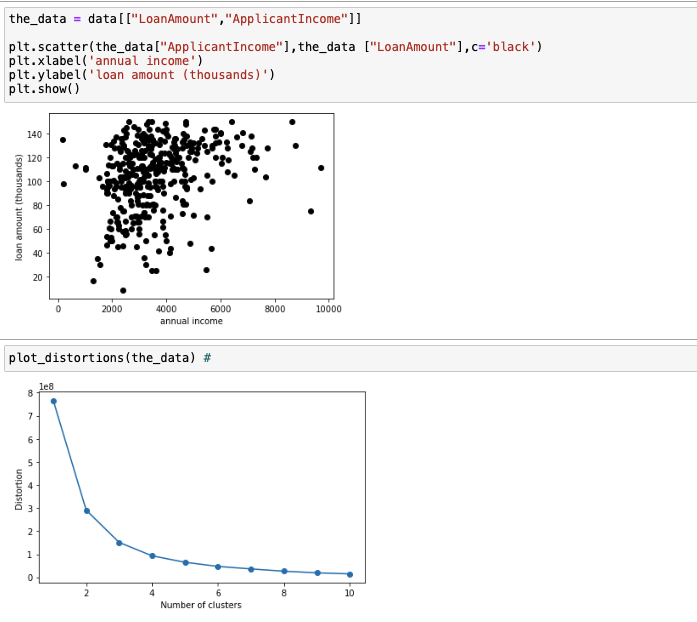 the_data = data[["LoanAmount","ApplicantIncome"]]
plt.scatter(the_data["ApplicantIncome"],the_data ["LoanAmount"],c='black')
plt.xlabel('annual income')
plt.ylabel('loan amount (thousands)')
plt.show()
140
120
100
80
60
40
20
loan amount (thousands)
0 2000 4000 6000 8000 10000
annual income
plot_distortions(the_data) #
1e8
8
7
6
5
4
3
2
1
0
Distortion
2 4 6 8 10
Number of clusters